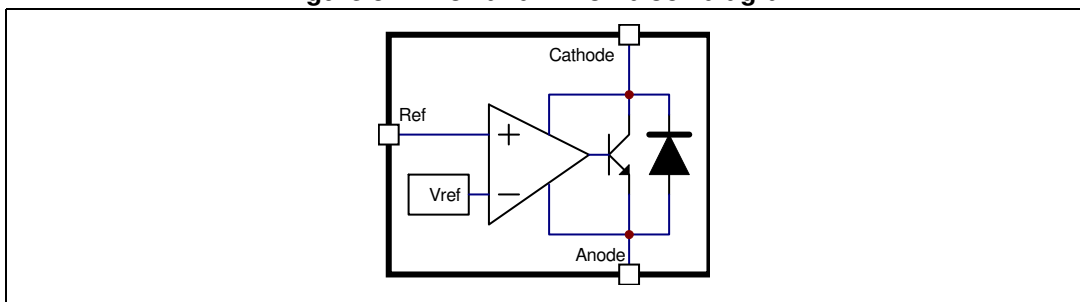 Cathode
Ref
+
Vref
−
Anode